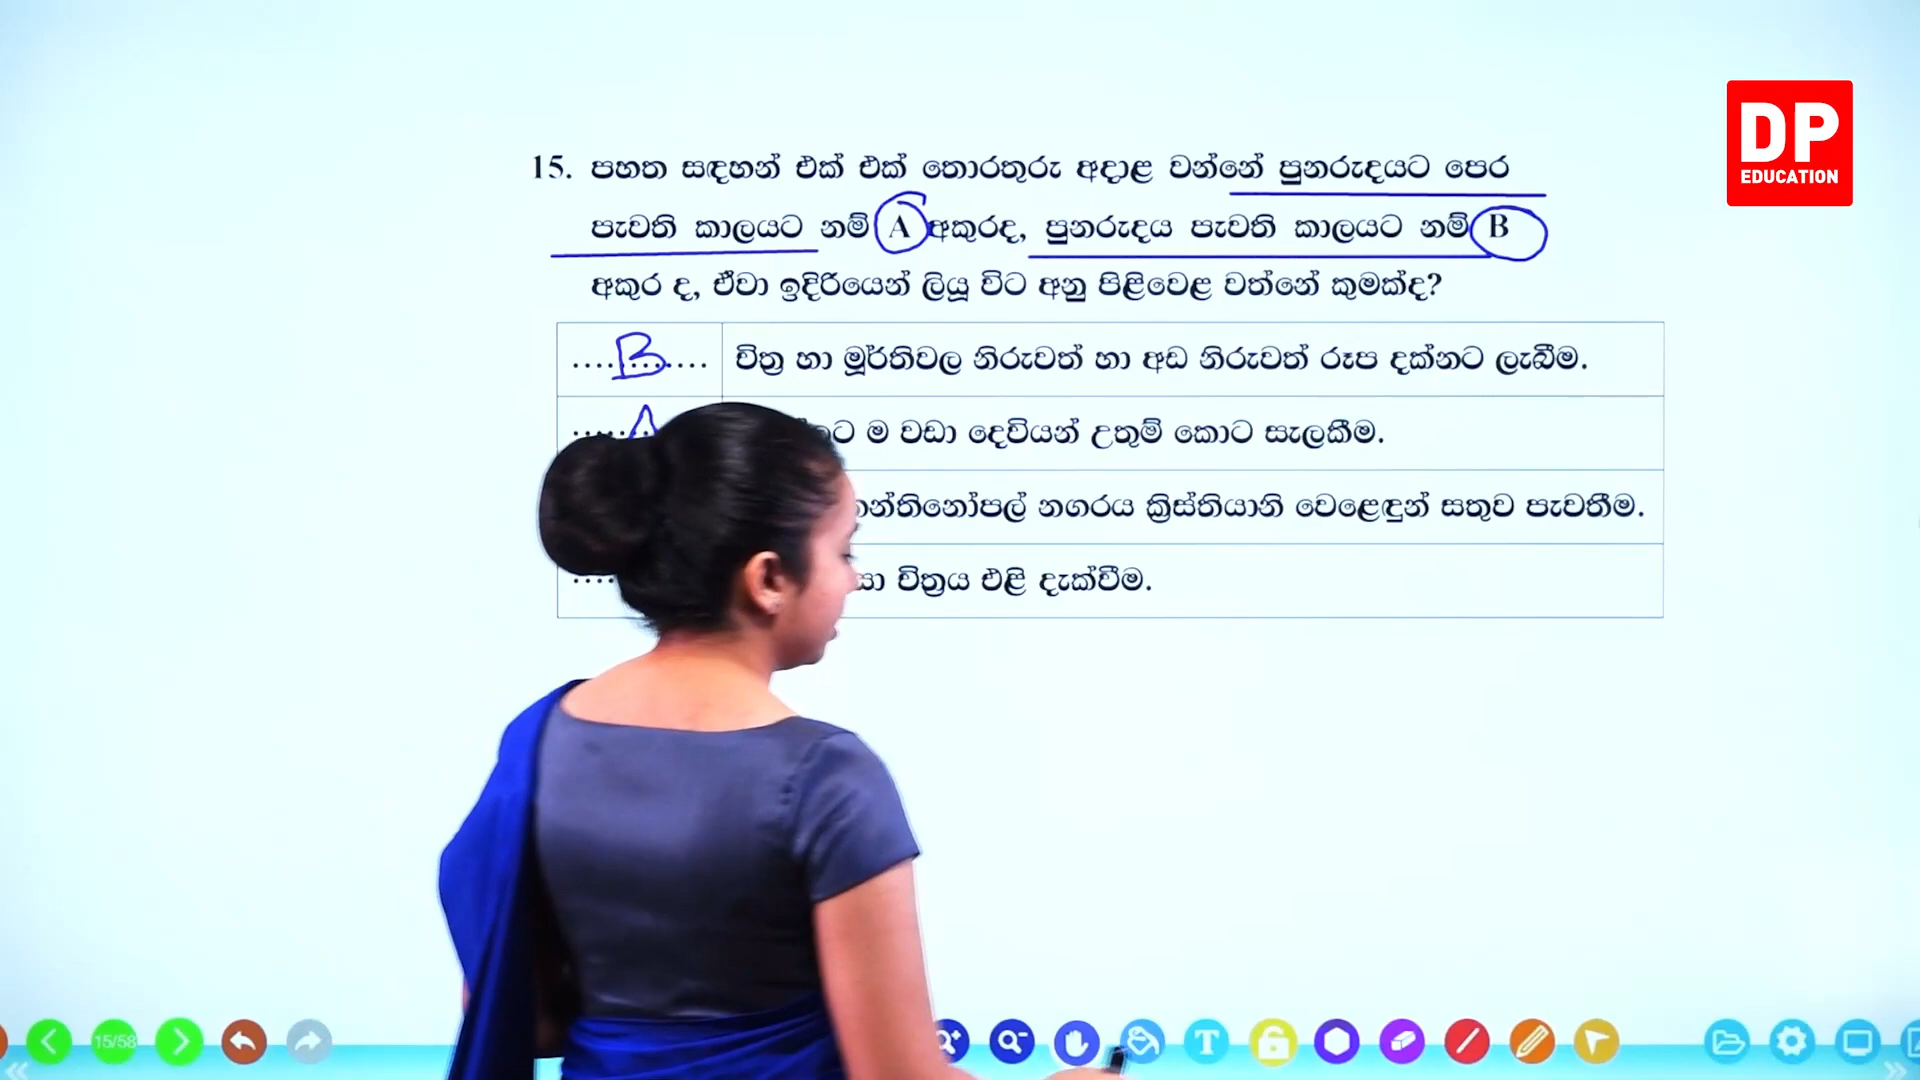 DP
EDUCATION
15. පහත සඳහන් එක් එක් තොරතුරු අදාළ වන්නේ පුනරුදයට පෙර
පැවති කාලයට නම් A අකුරද, පුනරුදය පැවති කාලයට නම් B
අකුර ද, ඒවා ඉදිරියෙන් ලියූ විට අනු පිළිවෙළ වන්නේ කුමක්ද?
....B.... චිත්‍ර හා මූර්තිවල නිරුවත් හා අඩ නිරුවත් රූප දක්නට ලැබීම.
A ම වඩා දෙවියන් උතුම් කොට සැලකීම.
නගරය ක්‍රිස්තියානි වෙළෙඳුන් සතුව පැවතීම.
චිත්‍රය එළි දැක්වීම.
15/58
T